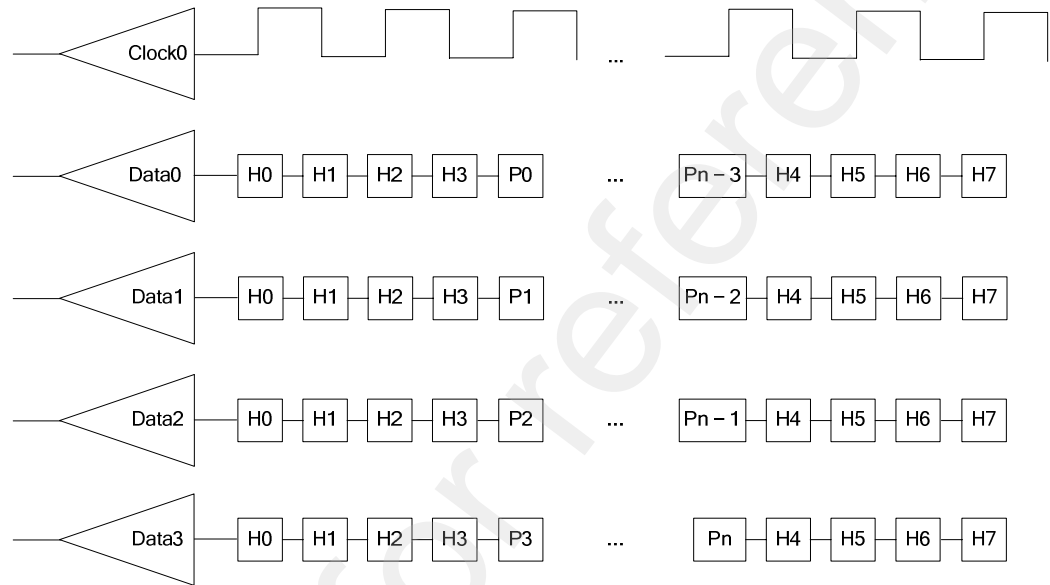 Clock0 ...
Data0 H0 H1 H2 H3 P0 ... Pn – 3 H4 H5 H6 H7
Data1 H0 H1 H2 H3 P1 ... Pn – 2 H4 H5 H6 H7
Data2 H0 H1 H2 H3 P2 ... Pn – 1 H4 H5 H6 H7
Data3 H0 H1 H2 H3 P3 ... Pn H4 H5 H6 H7
for referen